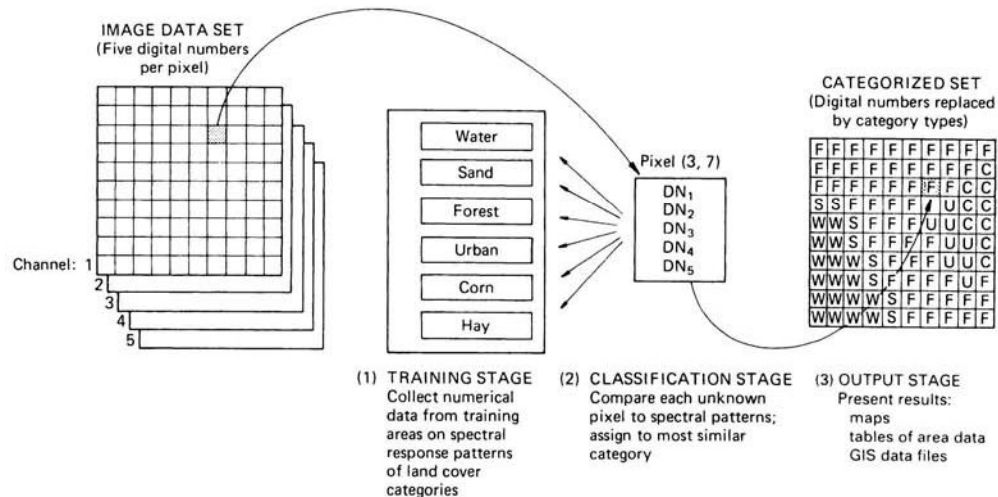 IMAGE DATA SET
(Five digital numbers
per pixel)
Channel: 1
2
3
4
5
Water
Sand
Forest
Urban
Corn
Hay
Pixel (3, 7)
DN₁
DN₂
DN₃
DN₄
DN₅
CATEGORIZED SET
(Digital numbers replaced
by category types)
F F F F F F F F F F
F F F F F F F F F C
F F F F F F F F C C
S S F F F F U C C
W W S F F F U U C C
W W S F F F F U U C
W W W S F F F U U C
W W W S F F F F U F
W W W W S F F F F F
W W W W S F F F F F
(1) TRAINING STAGE
Collect numerical
data from training
areas on spectral
response patterns
of land cover
categories
(2) CLASSIFICATION STAGE
Compare each unknown
pixel to spectral patterns;
assign to most similar
category
(3) OUTPUT STAGE
Present results:
maps
tables of area data
GIS data files